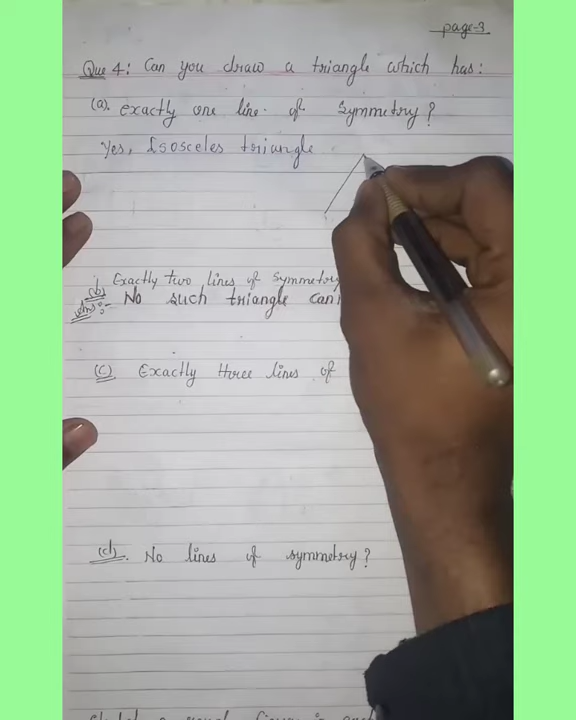 page-3
Que 4: Can you draw a triangle which has:
(a). exactly one line of symmetry?
Yes, Isosceles triangle
(b) Exactly two lines of symmetry
Ans:- No such triangle can
(c) Exactly three lines of
(d). No lines of symmetry?